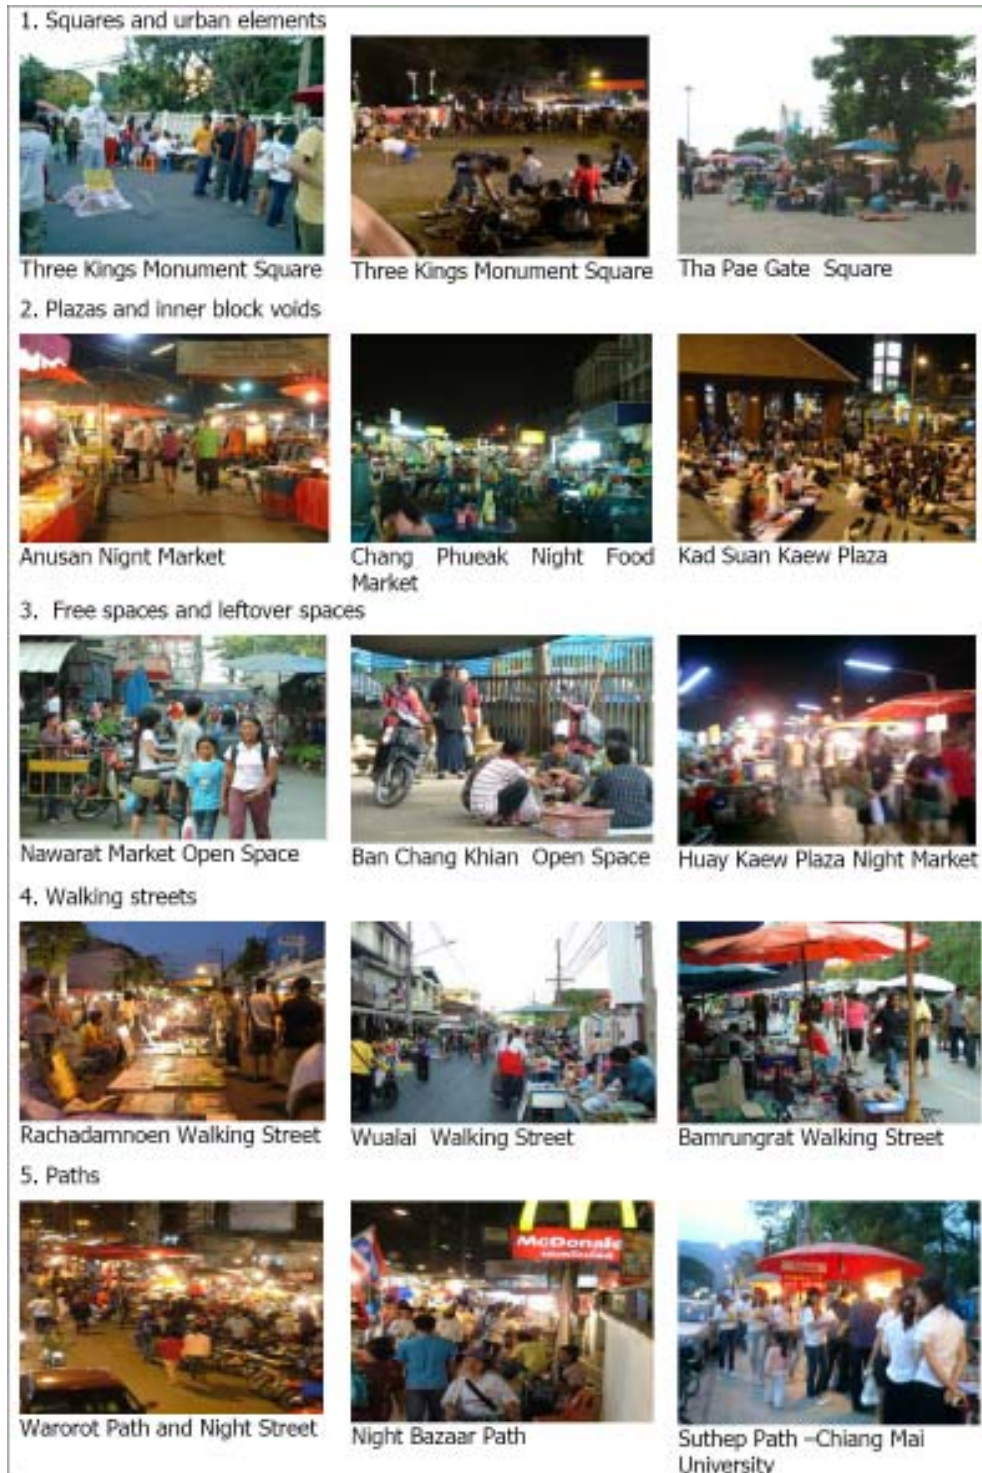 1. Squares and urban elements
Three Kings Monument Square
Three Kings Monument Square
Tha Pae Gate Square
2. Plazas and inner block voids
Anusan Nignt Market
Chang Phueak Night Food
Market
Kad Suan Kaew Plaza
3. Free spaces and leftover spaces
Nawarat Market Open Space
Ban Chang Khian Open Space
Huay Kaew Plaza Night Market
4. Walking streets
Rachadamnoen Walking Street
Wualai Walking Street
Bamrungrat Walking Street
5. Paths
McDonald
Warorot Path and Night Street
Night Bazaar Path
Suthep Path –Chiang Mai
University